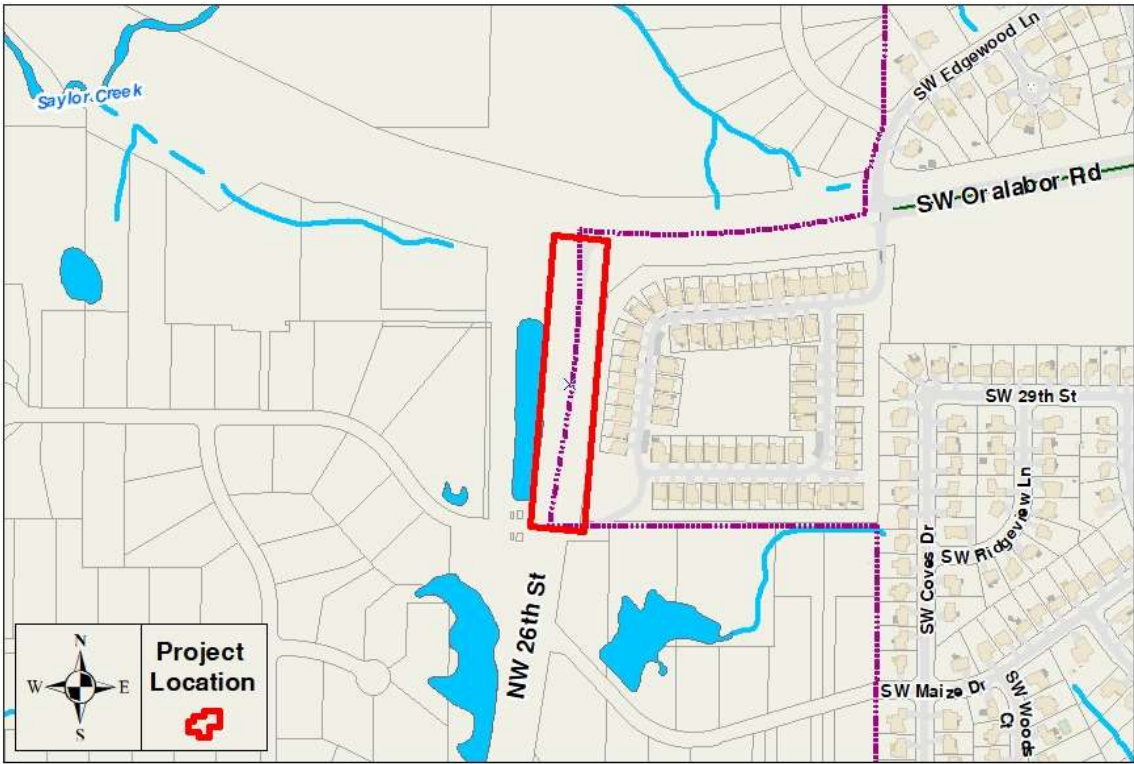 Saylor Creek
SW Edgewood Ln
SW Oralabor Rd
SW 29th St
SW Ridgeview Ln
SW Coves Dr
NW 26th St
SW Maize Dr
SW Woods
Ct
N
W E
S
Project
Location